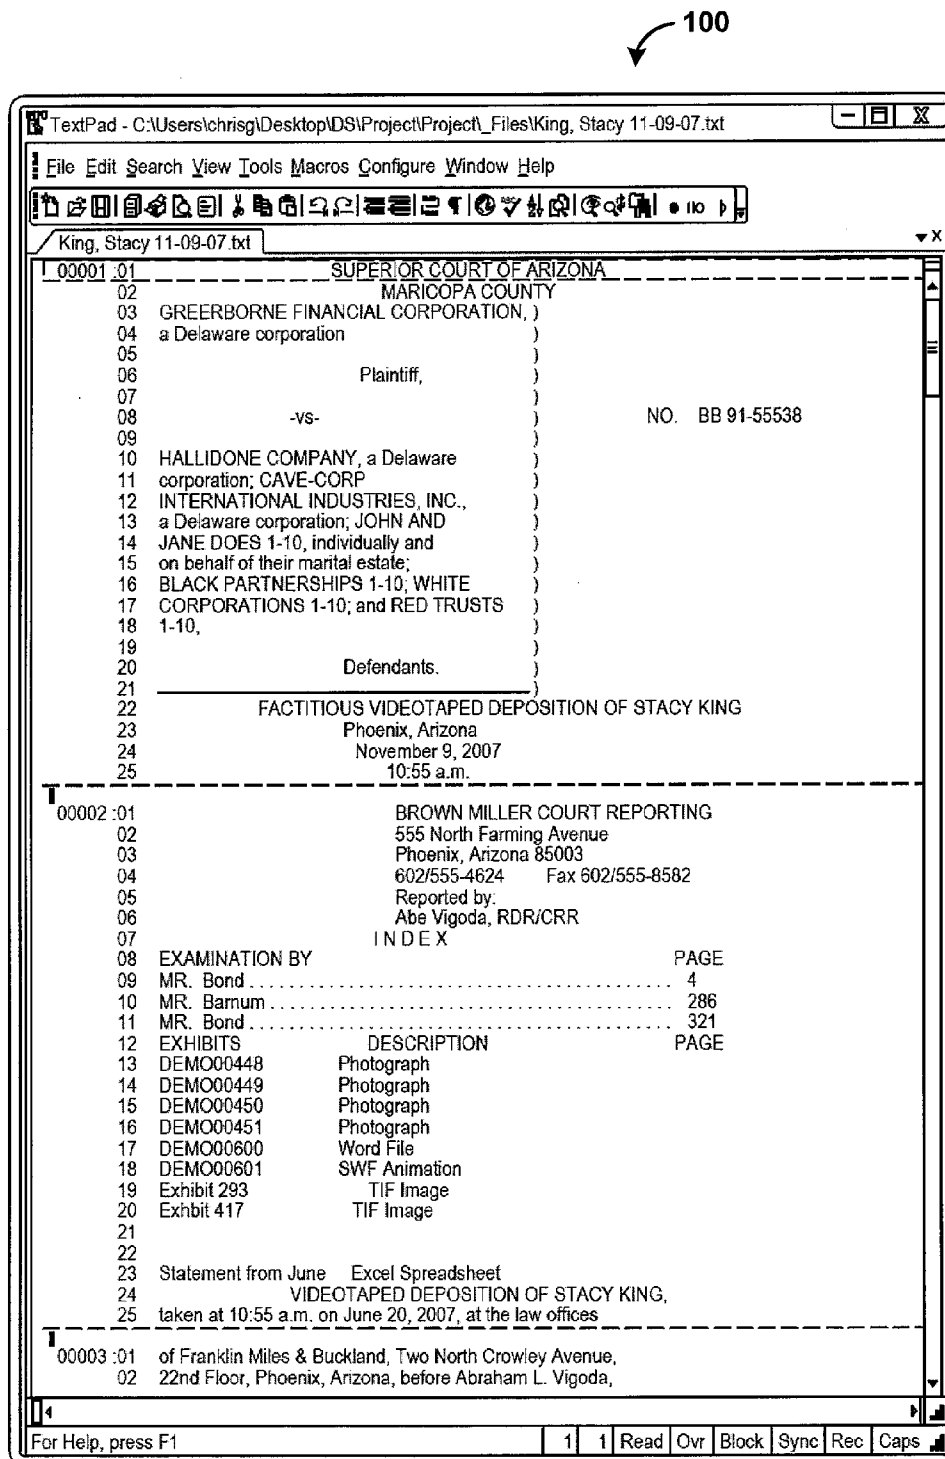 100
TextPad - C:\Users\chrisg\Desktop\DS\Project\Project\_Files\King, Stacy 11-09-07.txt
File Edit Search View Tools Macros Configure Window Help
King, Stacy 11-09-07.txt
00001 :01 SUPERIOR COURT OF ARIZONA
02 MARICOPA COUNTY
03 GREERBORNE FINANCIAL CORPORATION, )
04 a Delaware corporation )
05 )
06 Plaintiff, )
07 )
08 -vs- ) NO. BB 91-55538
09 )
10 HALLIDONE COMPANY, a Delaware )
11 corporation; CAVE-CORP )
12 INTERNATIONAL INDUSTRIES, INC., )
13 a Delaware corporation; JOHN AND )
14 JANE DOES 1-10, individually and )
15 on behalf of their marital estate; )
16 BLACK PARTNERSHIPS 1-10; WHITE )
17 CORPORATIONS 1-10; and RED TRUSTS )
18 1-10, )
19 )
20 Defendants. )
21 )
22 FACTITIOUS VIDEOTAPED DEPOSITION OF STACY KING
23 Phoenix, Arizona
24 November 9, 2007
25 10:55 a.m.
00002 :01 BROWN MILLER COURT REPORTING
02 555 North Farming Avenue
03 Phoenix, Arizona 85003
04 602/555-4624 Fax 602/555-8582
05 Reported by:
06 Abe Vigoda, RDR/CRR
07 I N D E X
08 EXAMINATION BY PAGE
09 MR. Bond . . . . . . . . . . . . . . . . . . . . . . . . . . . . . . . . . . . . . . . . . . 4
10 MR. Barnum . . . . . . . . . . . . . . . . . . . . . . . . . . . . . . . . . . . . . . . . 286
11 MR. Bond . . . . . . . . . . . . . . . . . . . . . . . . . . . . . . . . . . . . . . . . . . 321
12 EXHIBITS DESCRIPTION PAGE
13 DEMO00448 Photograph
14 DEMO00449 Photograph
15 DEMO00450 Photograph
16 DEMO00451 Photograph
17 DEMO00600 Word File
18 DEMO00601 SWF Animation
19 Exhibit 293 TIF Image
20 Exhbit 417 TIF Image
21
22
23 Statement from June Excel Spreadsheet
24 VIDEOTAPED DEPOSITION OF STACY KING,
25 taken at 10:55 a.m. on June 20, 2007, at the law offices
00003 :01 of Franklin Miles & Buckland, Two North Crowley Avenue,
02 22nd Floor, Phoenix, Arizona, before Abraham L. Vigoda,
For Help, press F1 1 1 Read Ovr Block Sync Rec Caps